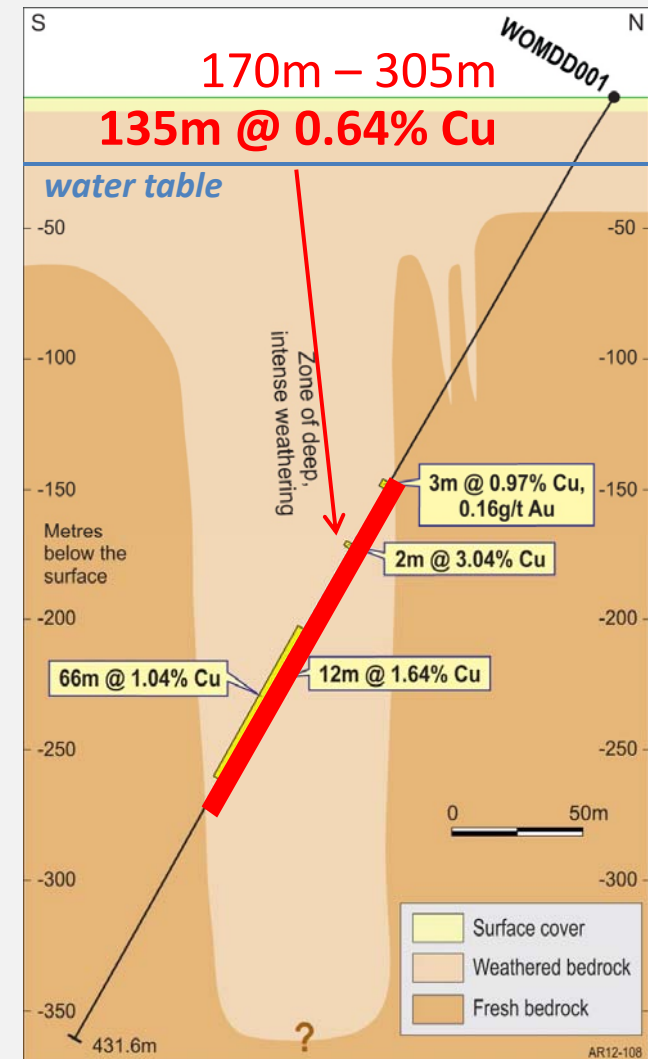 S
N
WOMDD001
170m – 305m
135m @ 0.64% Cu
water table
-50
-50
-100
-100
Zone of deep,
intense weathering
-150
-150
3m @ 0.97% Cu,
0.16g/t Au
Metres
below the
surface
2m @ 3.04% Cu
-200
-200
66m @ 1.04% Cu
12m @ 1.64% Cu
-250
-250
0
50m
-300
-300
Surface cover
Weathered bedrock
Fresh bedrock
-350
431.6m
?
AR12-108